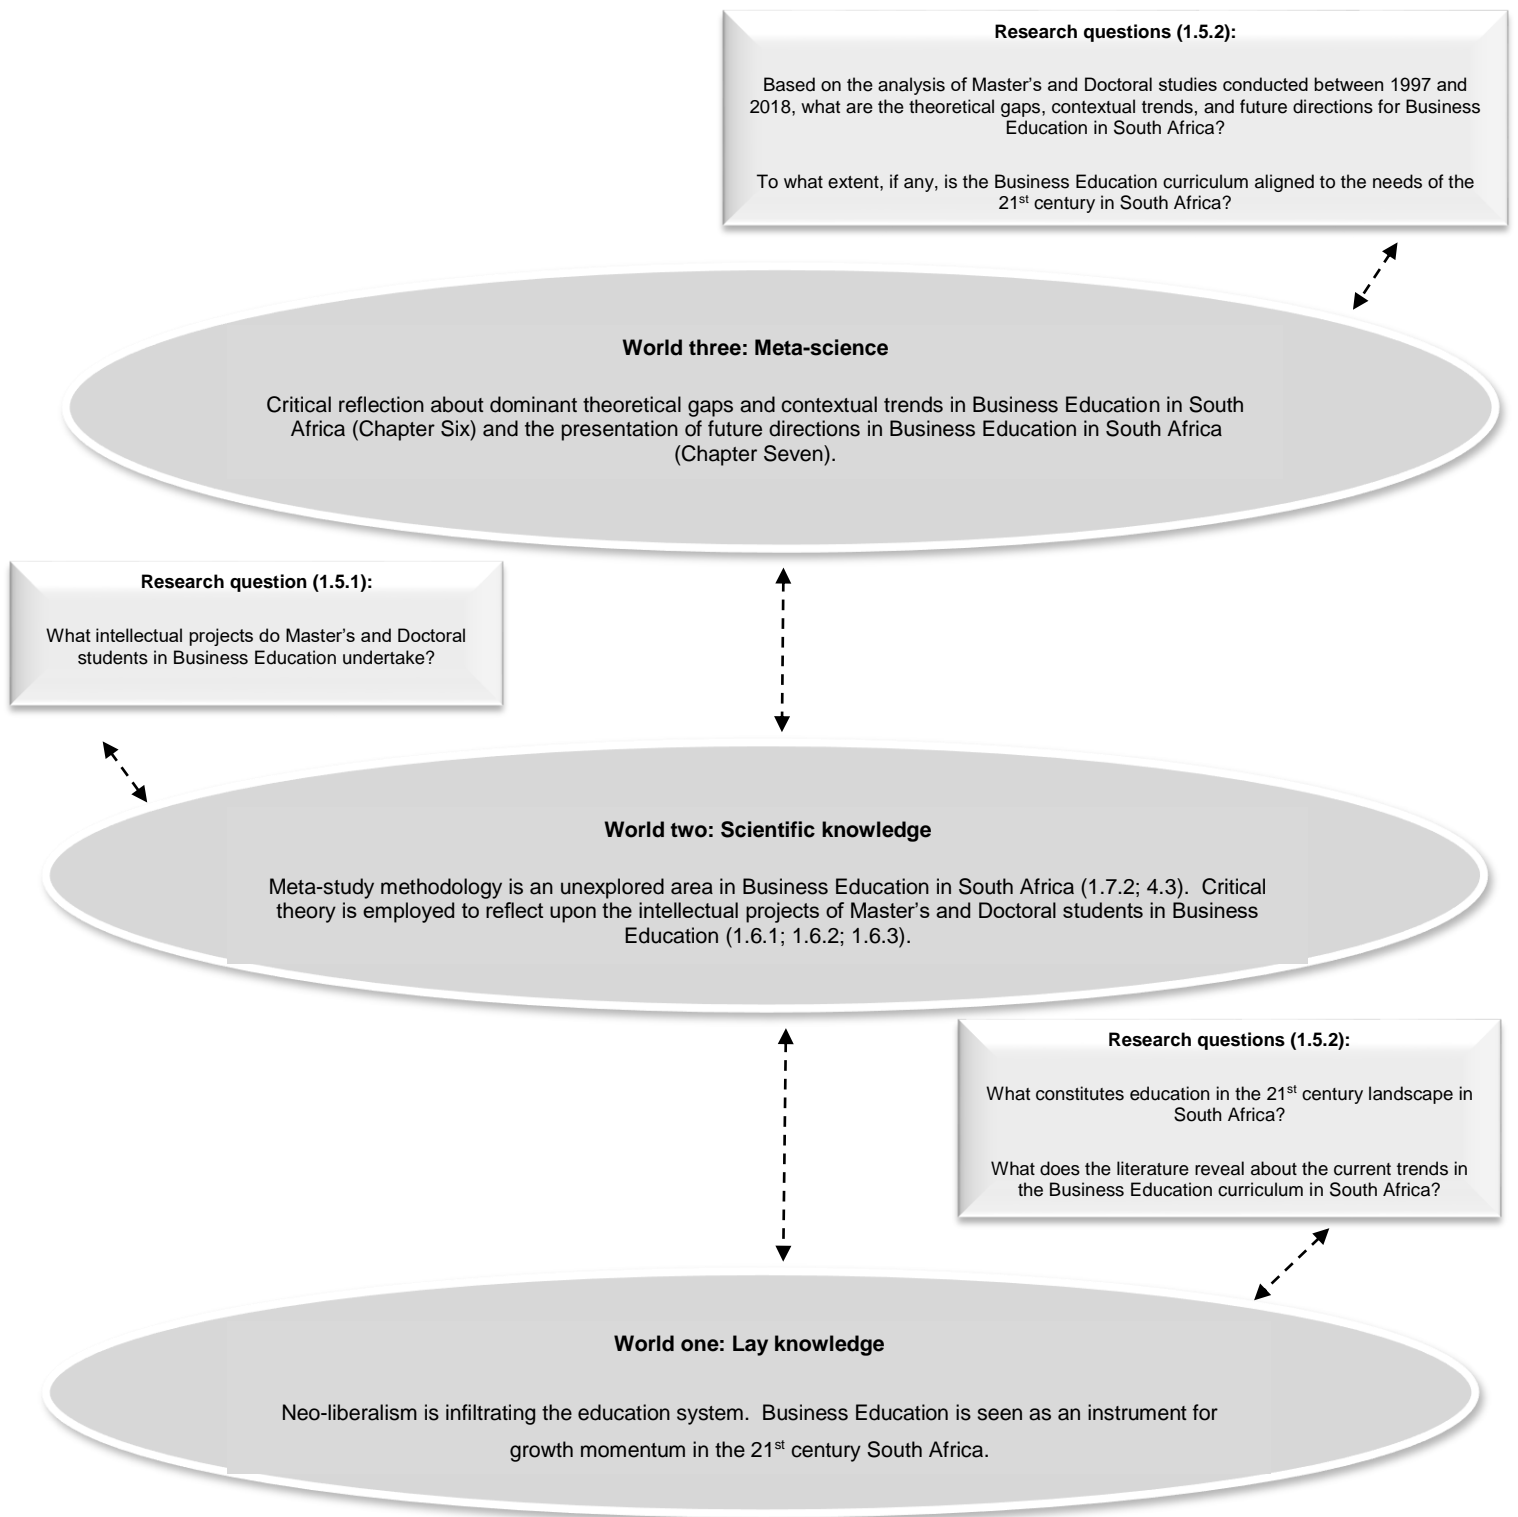 Research questions (1.5.2):
Based on the analysis of Master’s and Doctoral studies conducted between 1997 and
2018, what are the theoretical gaps, contextual trends, and future directions for Business
Education in South Africa?
To what extent, if any, is the Business Education curriculum aligned to the needs of the
21st century in South Africa?
World three: Meta-science
Critical reflection about dominant theoretical gaps and contextual trends in Business Education in South
Africa (Chapter Six) and the presentation of future directions in Business Education in South Africa
(Chapter Seven).
Research question (1.5.1):
What intellectual projects do Master’s and Doctoral
students in Business Education undertake?
World two: Scientific knowledge
Meta-study methodology is an unexplored area in Business Education in South Africa (1.7.2; 4.3). Critical
theory is employed to reflect upon the intellectual projects of Master’s and Doctoral students in Business
Education (1.6.1; 1.6.2; 1.6.3).
Research questions (1.5.2):
What constitutes education in the 21st century landscape in
South Africa?
What does the literature reveal about the current trends in
the Business Education curriculum in South Africa?
World one: Lay knowledge
Neo-liberalism is infiltrating the education system. Business Education is seen as an instrument for
growth momentum in the 21st century South Africa.